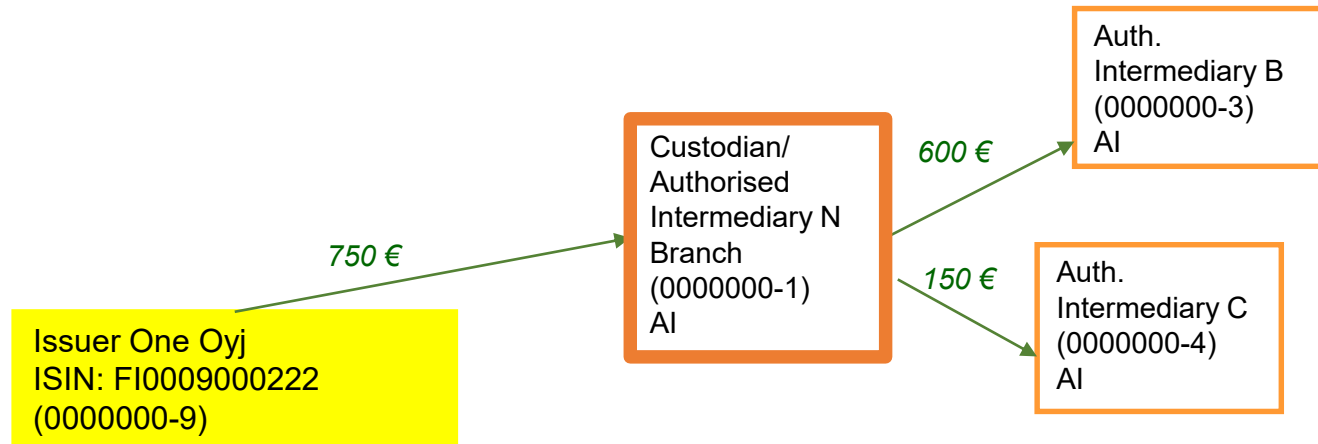 Issuer One Oyj
ISIN: FI0009000222
(0000000-9)
750 €
Custodian/
Authorised
Intermediary N
Branch
(0000000-1)
AI
600 €
Auth.
Intermediary B
(0000000-3)
AI
150 €
Auth.
Intermediary C
(0000000-4)
AI